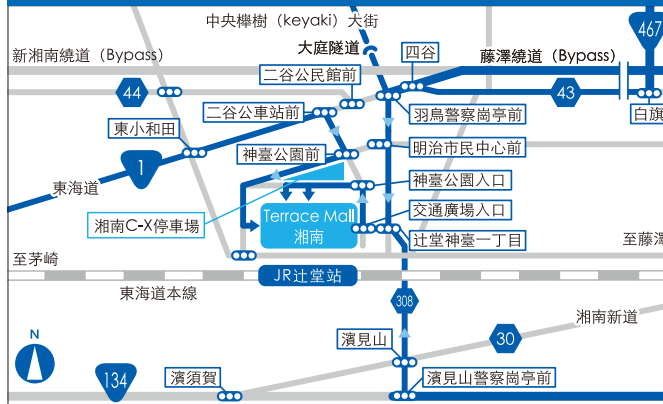 中央櫸樹（keyaki）大街
467
新湘南繞道（Bypass）
大庭隧道
四谷
藤澤繞道（Bypass）
二谷公民館前
44
43
二谷公車站前
羽鳥警察崗亭前
白旗
東小和田
神臺公園前
明治市民中心前
1
神臺公園入口
東海道
湘南C-X停車場
Terrace Mall
湘南
交通廣場入口
辻堂神臺一丁目
至茅崎
至藤澤
JR辻堂站
東海道本線
308
湘南新道
N
濱見山
30
134
濱須賀
濱見山警察崗亭前